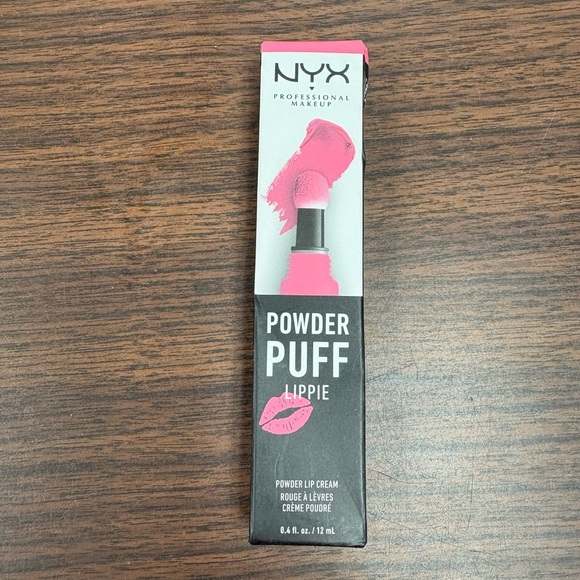 NYX
PROFESSIONAL
MAKEUP
POWDER
PUFF
LIPPIE
POWDER LIP CREAM
ROUGE À LÈVRES
CRÈME POUDRÉ
0.4 fl. oz. / 12 mL